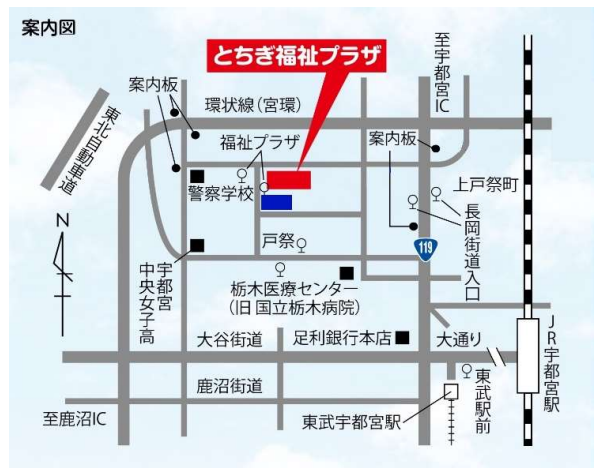 案内図
とちぎ福祉プラザ
至宇都宮IC
案内板
環状線(宮環)
東北自動車道
福祉プラザ
案内板
警察学校
上戸祭町
長岡街道入口
N
戸祭
119
宇都宮
中央女子高
栃木医療センター
(旧 国立栃木病院)
大谷街道
足利銀行本店
大通り
JR宇都宮駅
鹿沼街道
東武駅前
至鹿沼IC
東武宇都宮駅